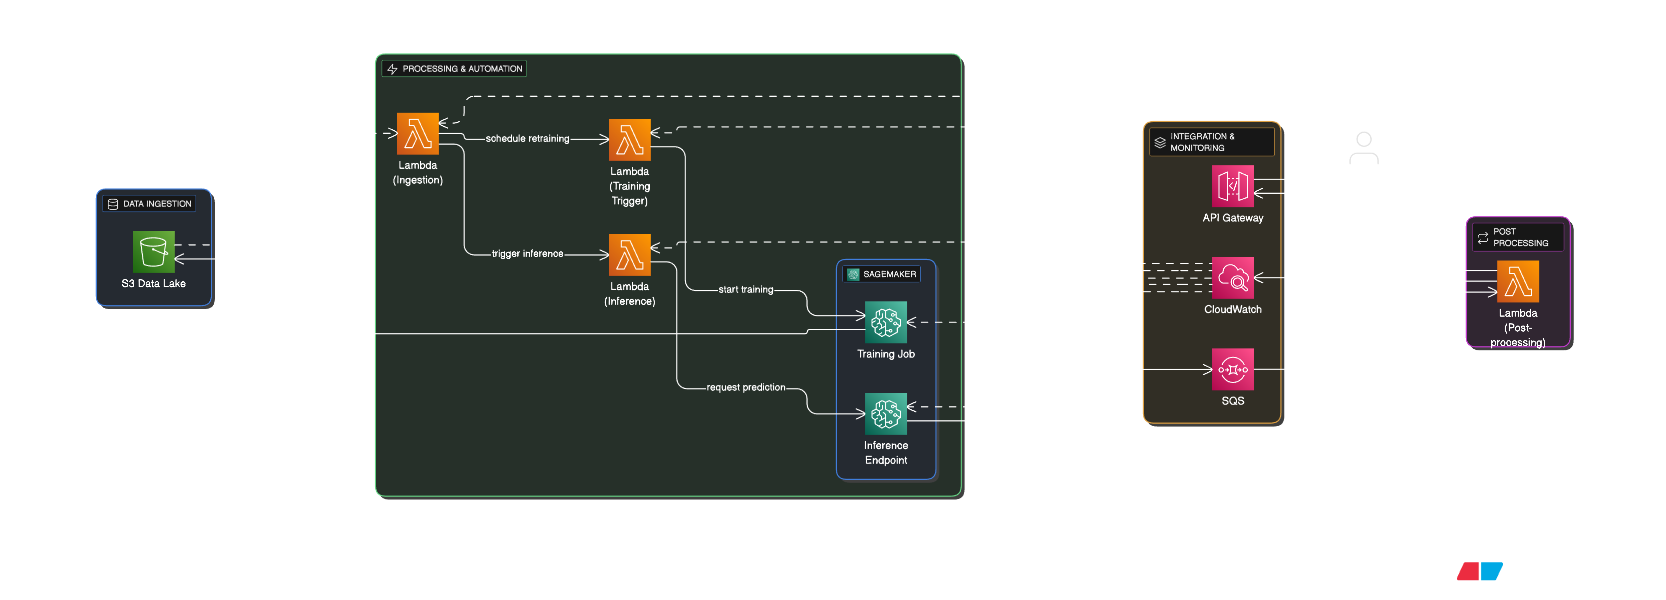 PROCESSING & AUTOMATION
schedule retraining
Lambda
(Ingestion)
Lambda
(Training
Trigger)
trigger inference
Lambda
(Inference)
SAGEMAKER
start training
Training Job
request prediction
Inference
Endpoint
DATA INGESTION
S3 Data Lake
INTEGRATION &
MONITORING
API Gateway
CloudWatch
SQS
POST
PROCESSING
Lambda
(Post-
processing)